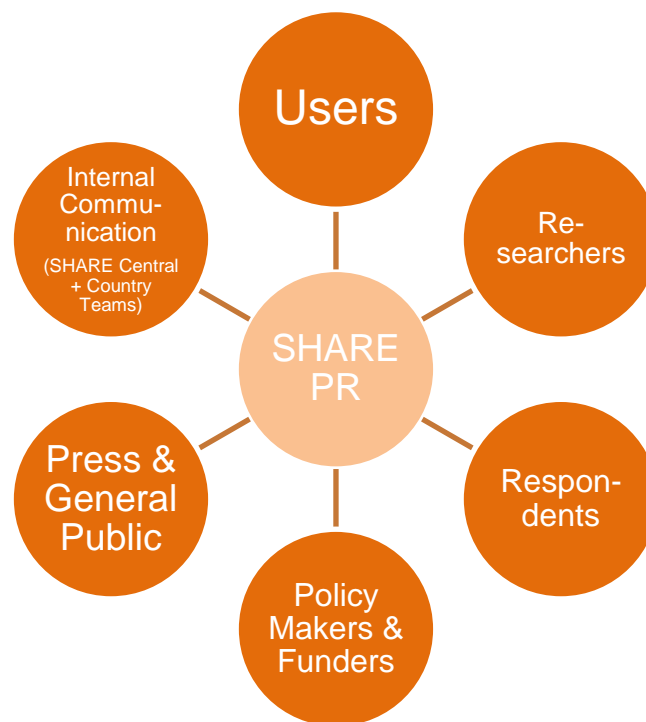 Users
Internal
Commu-
nication
(SHARE Central
+ Country
Teams)
Re-
searchers
SHARE
PR
Press &
General
Public
Respon-
dents
Policy
Makers &
Funders